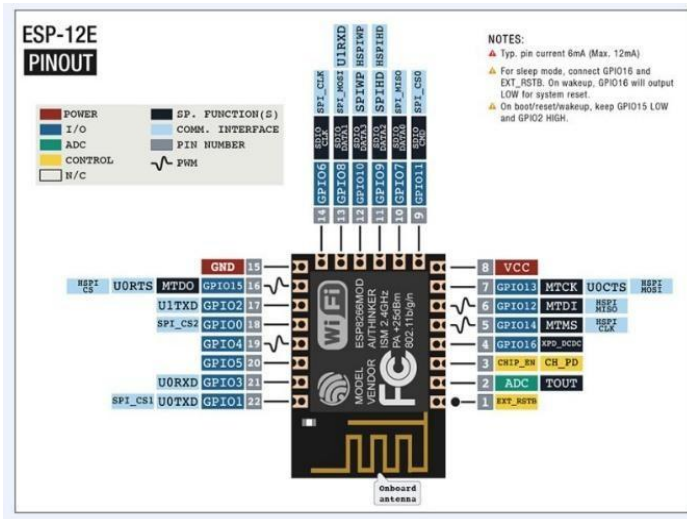 ESP-12E
PINOUT
POWER
I/O
ADC
CONTROL
N/C
SP. FUNCTION(S)
COMM. INTERFACE
PIN NUMBER
PWM
NOTES:
Typ. pin current 6mA (Max. 12mA)
For sleep mode, connect GPIO16 and
EXT_RSTB. On wakeup, GPIO16 will output
LOW for system reset.
On boot/reset/wakeup, keep GPIO15 LOW
and GPIO2 HIGH.
SPI_CLK SDIO CLK GPIO6 14
U1RXD SPI_MOSI SDIO DATA1 GPIO8 13
HSPIWP SPIWP SDIO DATA3 GPIO10 12
HSPIHD SPIHD SDIO DATA2 GPIO9 11
SPI_MISO SDIO DATA0 GPIO7 10
SPI_CS0 SDIO CMD GPIO11 9
GND 15
HSPI CS U0RTS MTDO GPIO15 16
U1TXD GPIO2 17
SPI_CS2 GPIO0 18
GPIO4 19
GPIO5 20
U0RXD GPIO3 21
SPI_CS1 U0TXD GPIO1 22
8 VCC
7 GPIO13 MTCK U0CTS HSPI MOSI
6 GPIO12 MTDI HSPI MISO
5 GPIO14 MTMS HSPI CLK
4 GPIO16 XPD_DCDC
3 CHIP_EN CH_PD
2 ADC TOUT
1 EXT_RSTB
WiFi
MODEL ESP8266MOD
VENDOR AI/THINKER
ISM 2.4GHz
PA +25dBm
802.11b/g/n
FC
Onboard
antenna